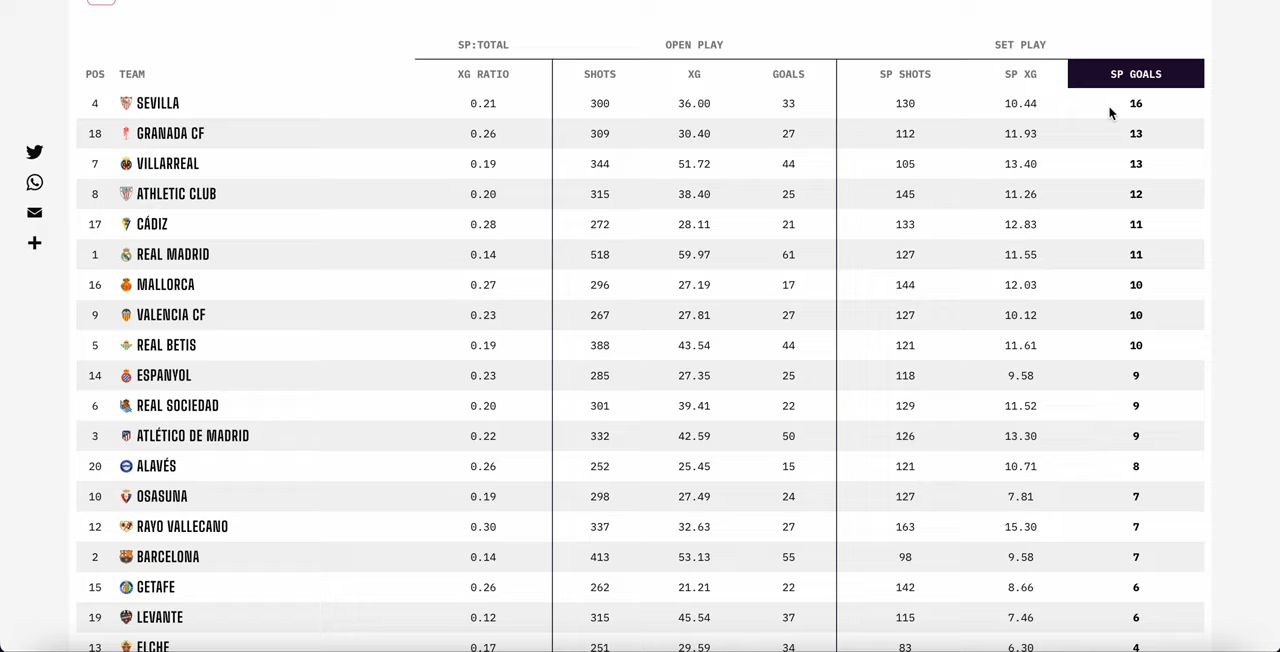 SP:TOTAL OPEN PLAY SET PLAY
POS TEAM XG RATIO SHOTS XG GOALS SP SHOTS SP XG SP GOALS
4 SEVILLA 0.21 300 36.00 33 130 10.44 16
18 GRANADA CF 0.26 309 30.40 27 112 11.93 13
7 VILLARREAL 0.19 344 51.72 44 105 13.40 13
8 ATHLETIC CLUB 0.20 315 38.40 25 145 11.26 12
17 CÁDIZ 0.28 272 28.11 21 133 12.83 11
1 REAL MADRID 0.14 518 59.97 61 127 11.55 11
16 MALLORCA 0.27 296 27.19 17 144 12.03 10
9 VALENCIA CF 0.23 267 27.81 27 127 10.12 10
5 REAL BETIS 0.19 388 43.54 44 121 11.61 10
14 ESPANYOL 0.23 285 27.35 25 118 9.58 9
6 REAL SOCIEDAD 0.20 301 39.41 22 129 11.52 9
3 ATLÉTICO DE MADRID 0.22 332 42.59 50 126 13.30 9
20 ALAVÉS 0.26 252 25.45 15 121 10.71 8
10 OSASUNA 0.19 298 27.49 24 127 7.81 7
12 RAYO VALLECANO 0.30 337 32.63 27 163 15.30 7
2 BARCELONA 0.14 413 53.13 55 98 9.58 7
15 GETAFE 0.26 262 21.21 22 142 8.66 6
19 LEVANTE 0.12 315 45.54 37 115 7.46 6
13 ELCHE 0.17 251 29.59 34 83 6.30 4